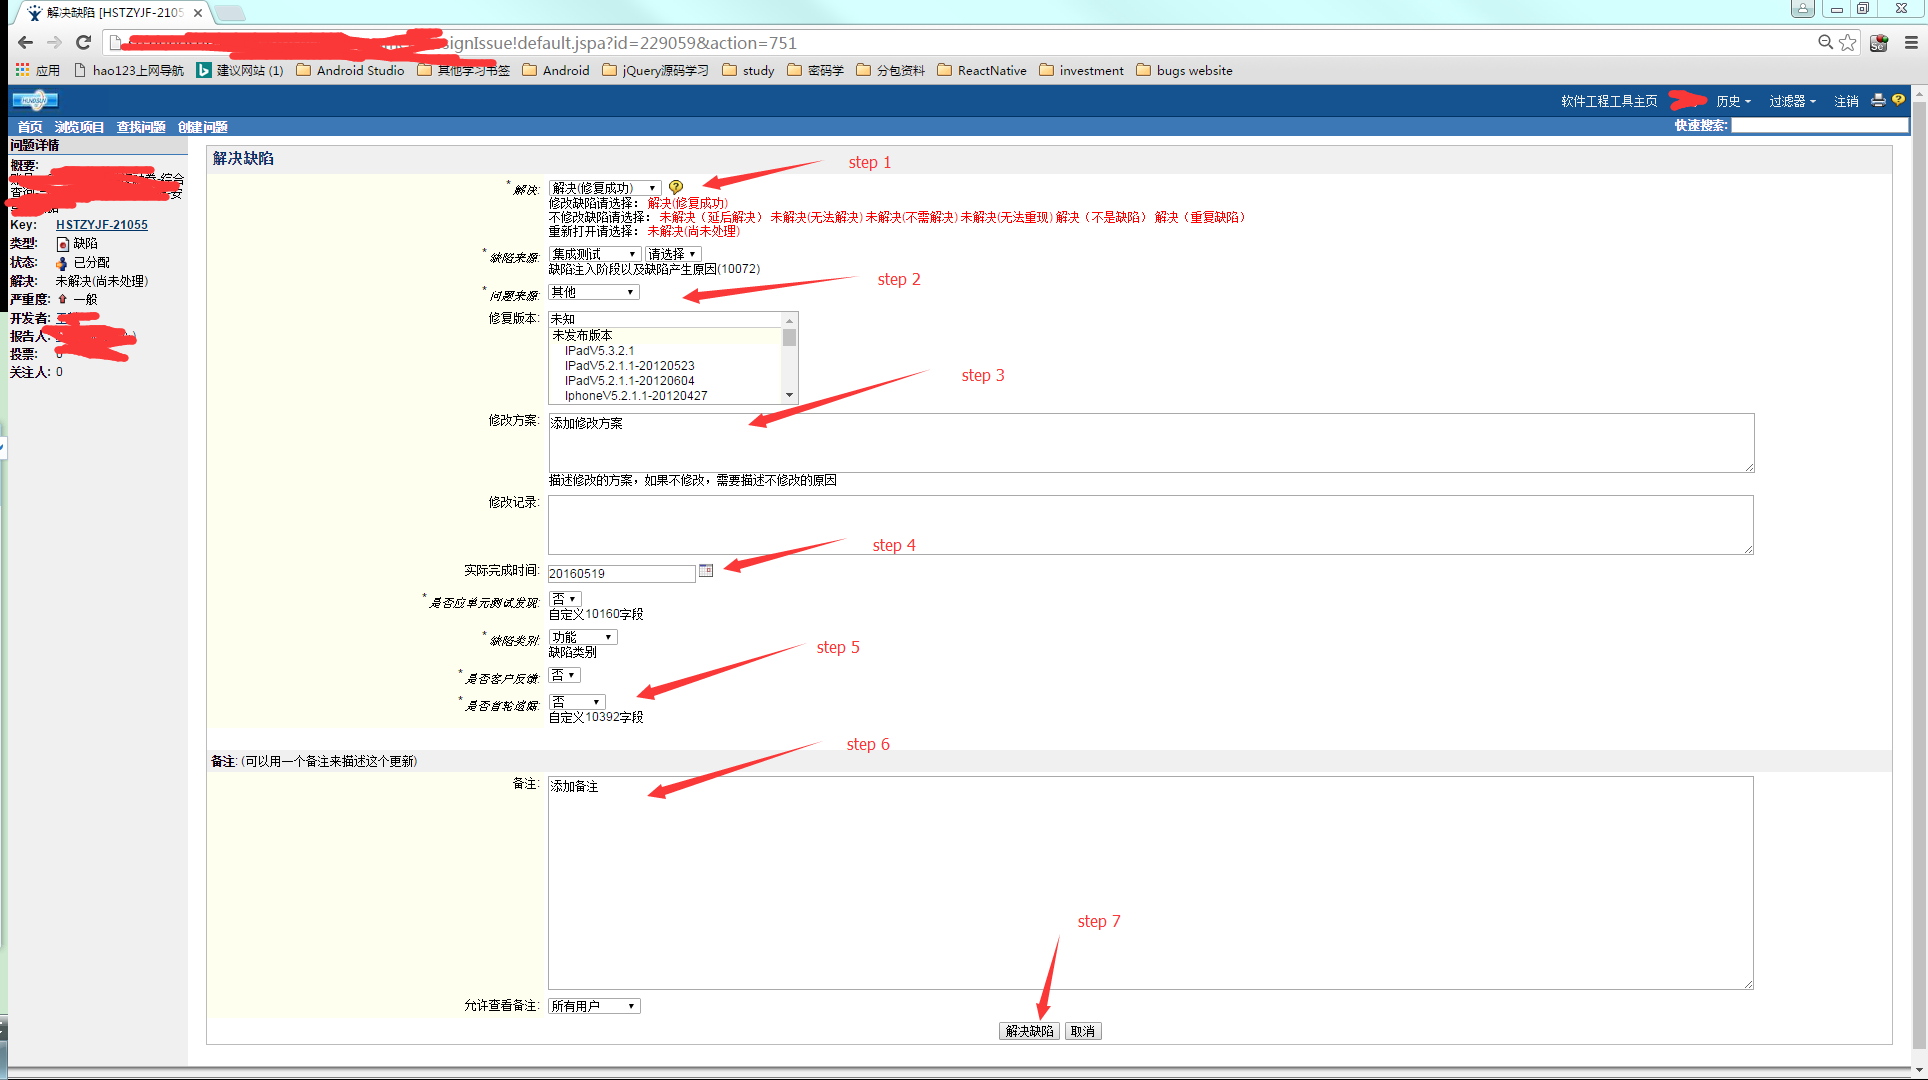 解决缺陷 [HSTZYJF-2105
signIssue!default.jspa?id=229059&action=751
应用 hao123上网导航 建议网站 (1) Android Studio 其他学习书签 Android jQuery源码学习 study 密码学 分包资料 ReactNative investment bugs website
HUNDSUN
软件工程工具主页 历史 过滤器 注销
首页 浏览项目 查找问题 创建问题 快速搜索:
问题详情
概要:
综合
查询
安
Key: HSTZYJF-21055
类型: 缺陷
状态: 已分配
解决: 未解决(尚未处理)
严重度: 一般
开发者:
报告人:
投票: 0
关注人: 0
解决缺陷
step 1
* 解决: 解决(修复成功)
修改缺陷请选择： 解决(修复成功)
不修改缺陷请选择： 未解决（延后解决） 未解决(无法解决) 未解决(不需解决) 未解决(无法重现) 解决（不是缺陷） 解决（重复缺陷）
重新打开请选择： 未解决(尚未处理)
* 缺陷来源: 集成测试 请选择
缺陷注入阶段以及缺陷产生原因(10072)
step 2
* 问题来源: 其他
修复版本: 未知
未发布版本
IPadV5.3.2.1
IPadV5.2.1.1-20120523
IPadV5.2.1.1-20120604
IphoneV5.2.1.1-20120427
step 3
修改方案: 添加修改方案
描述修改的方案，如果不修改，需要描述不修改的原因
修改记录:
step 4
实际完成时间: 20160519
* 是否应单元测试发现: 否
自定义10160字段
* 缺陷类别: 功能
缺陷类别
step 5
* 是否客户反馈: 否
* 是否首轮遗漏: 否
自定义10392字段
step 6
备注: (可以用一个备注来描述这个更新)
备注: 添加备注
step 7
允许查看备注: 所有用户
解决缺陷 取消